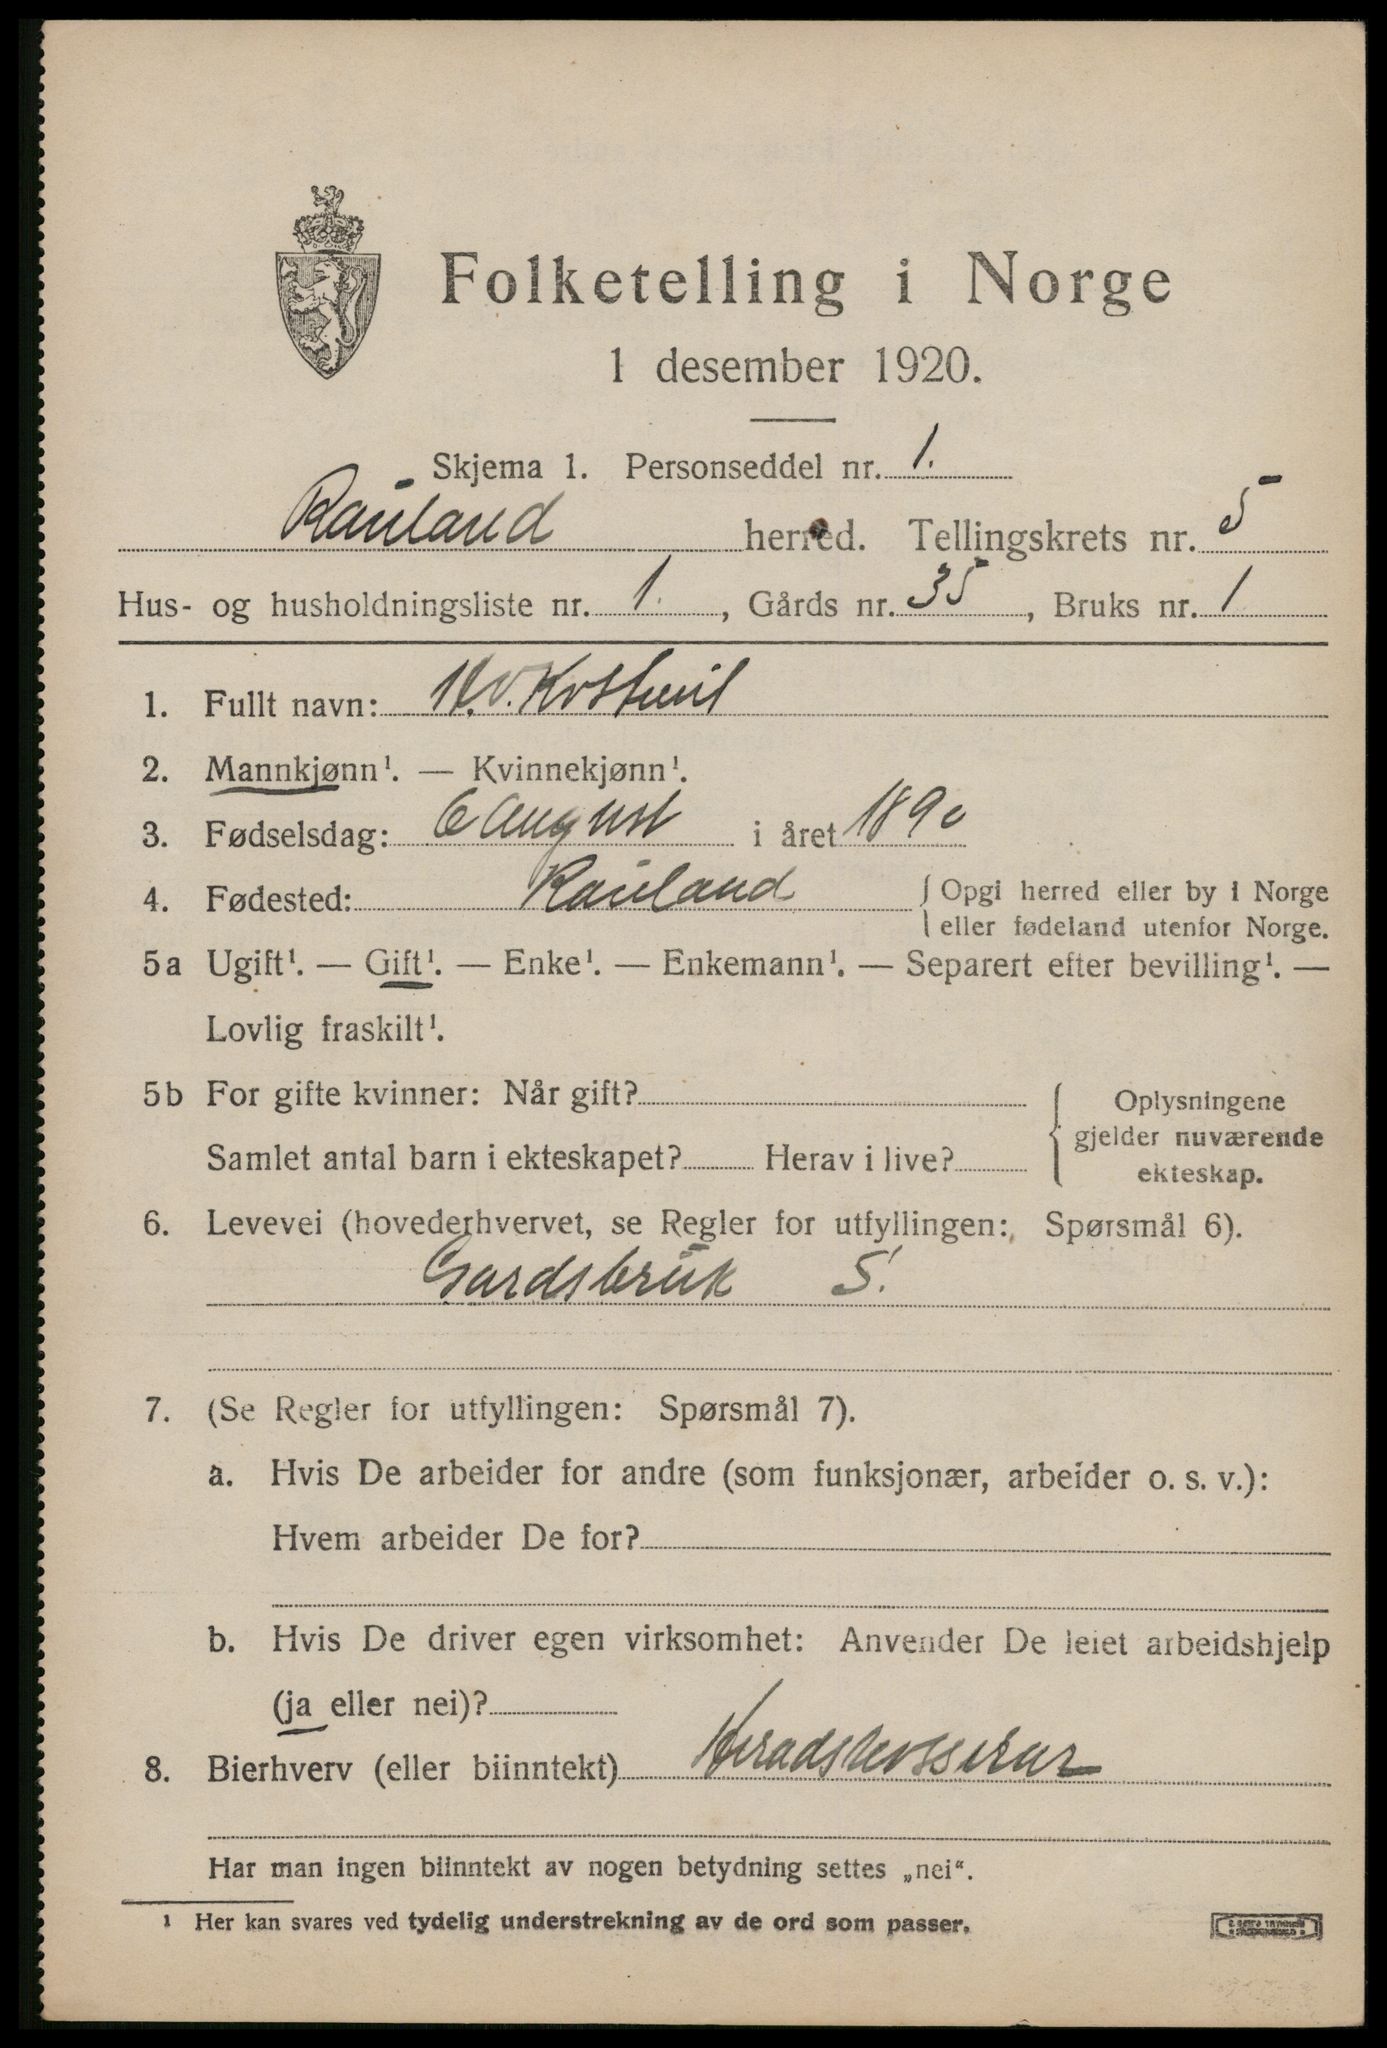 Folketelling i Norge
1 desember 1920.
Skjema 1. Personseddel nr. 1.
Rauland herred. Tellingskrets nr. 5
Hus- og husholdningsliste nr. 1., Gårds nr. 35, Bruks nr. 1
1. Fullt navn:
2. Mannkjønn¹. — Kvinnekjønn¹.
3. Fødselsdag: 6 August i året 1890
4. Fødested: Rauland { Opgi herred eller by i Norge
eller fødeland utenfor Norge.
5a Ugift¹. — Gift¹. — Enke¹. — Enkemann¹. — Separert efter bevilling¹. —
Lovlig fraskilt¹.
5b For gifte kvinner: Når gift? { Oplysningene
gjelder nuværende
Samlet antal barn i ekteskapet? Herav i live?
ekteskap.
6. Levevei (hovederhvervet, se Regler for utfyllingen: Spørsmål 6).
Gardsbruk S.
7. (Se Regler for utfyllingen: Spørsmål 7).
a. Hvis De arbeider for andre (som funksjonær, arbeider o. s. v.):
Hvem arbeider De for?
b. Hvis De driver egen virksomhet: Anvender De leiet arbeidshjelp
(ja eller nei)?
8. Bierhverv (eller biinntekt) Heradskasserar
Har man ingen biinntekt av nogen betydning settes „nei“.
¹ Her kan svares ved tydelig understrekning av de ord som passer.